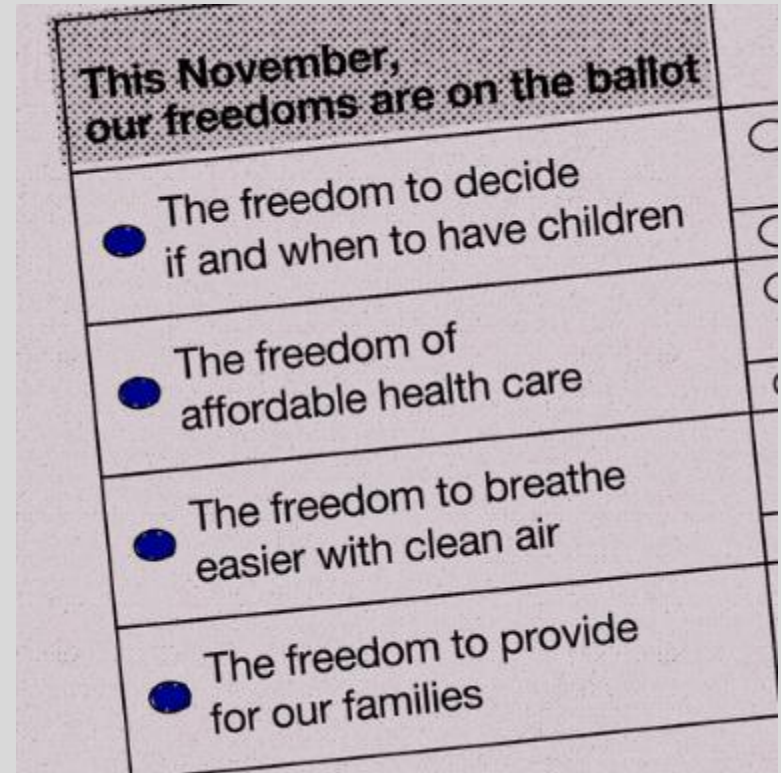 This November,
our freedoms are on the ballot
The freedom to decide
if and when to have children
The freedom of
affordable health care
The freedom to breathe
easier with clean air
The freedom to provide
for our families